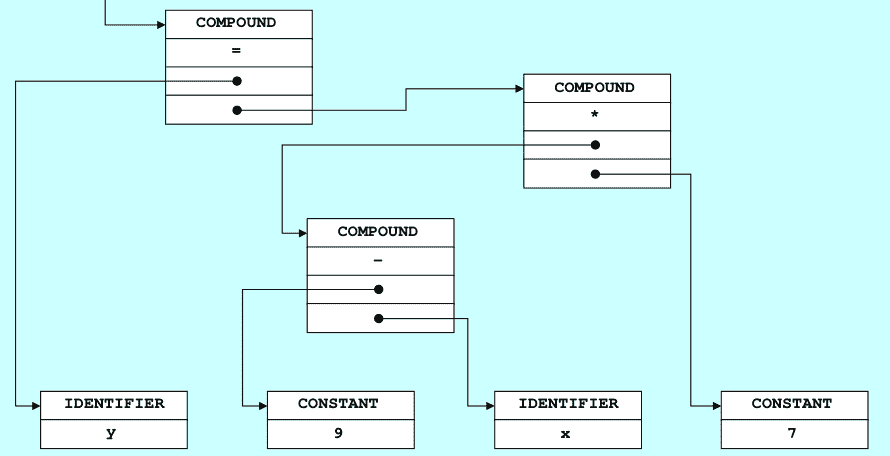 COMPOUND
=
COMPOUND
*
COMPOUND
-
IDENTIFIER
y
CONSTANT
9
IDENTIFIER
x
CONSTANT
7